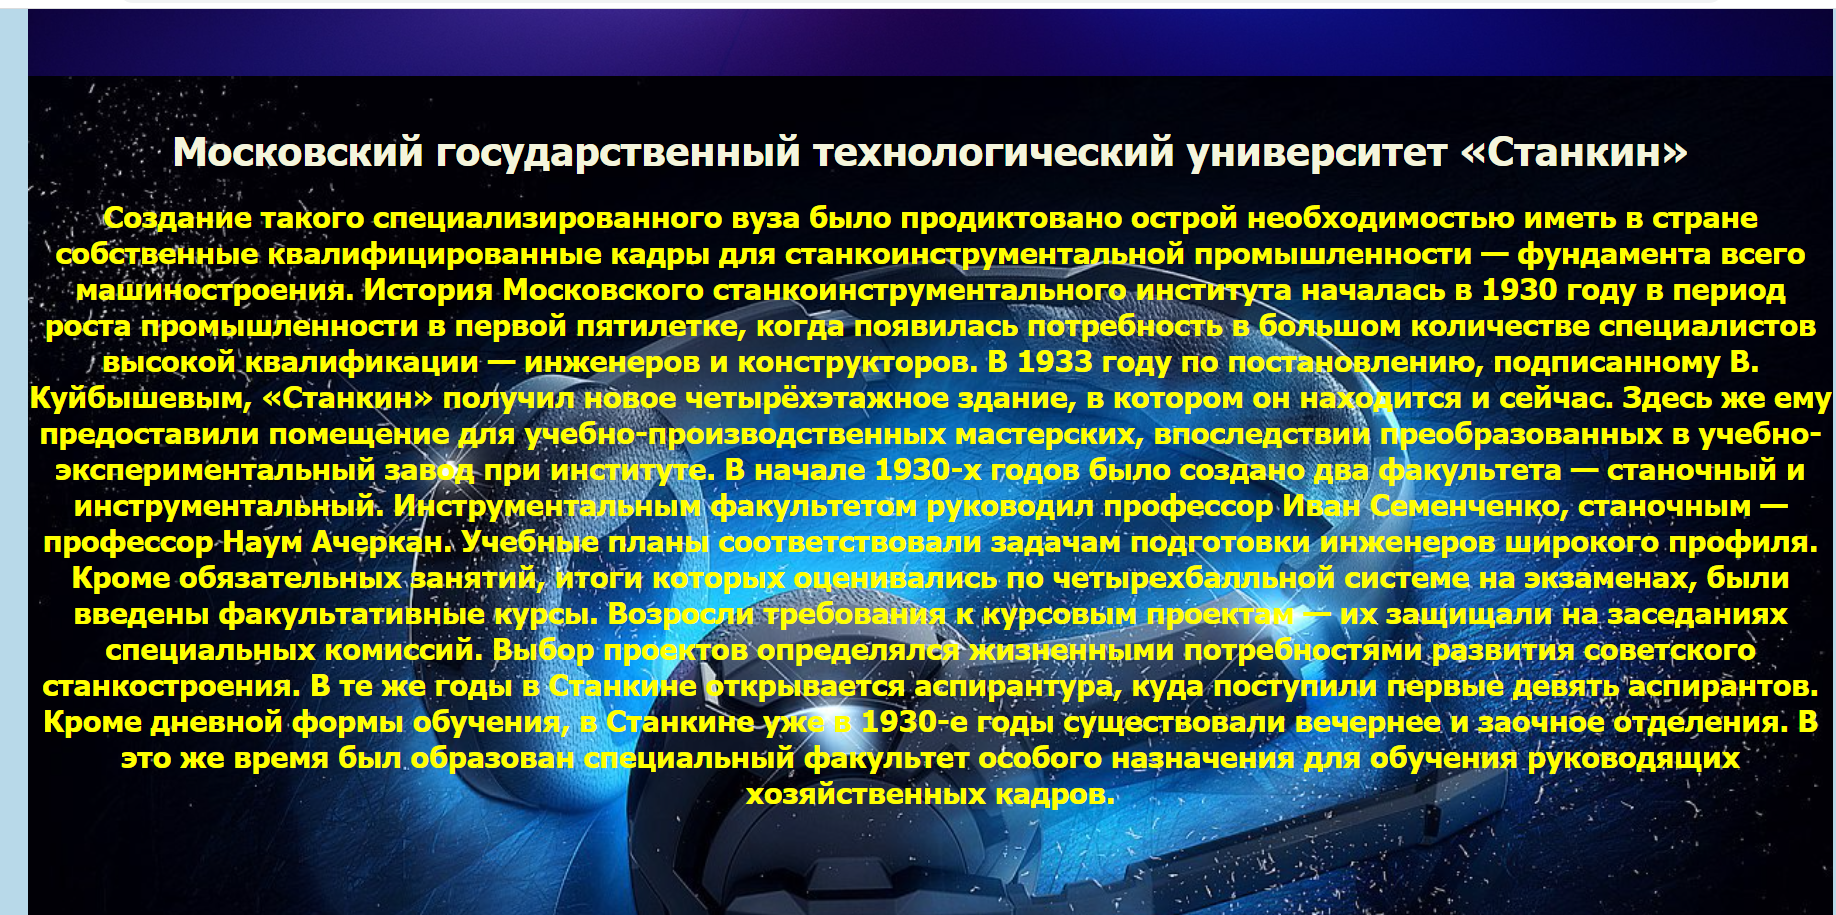 Московский государственный технологический университет «Станкин»
Создание такого специализированного вуза было продиктовано острой необходимостью иметь в стране
собственные квалифицированные кадры для станкоинструментальной промышленности — фундамента всего
машиностроения. История Московского станкоинструментального института началась в 1930 году в период
роста промышленности в первой пятилетке, когда появилась потребность в большом количестве специалистов
высокой квалификации — инженеров и конструкторов. В 1933 году по постановлению, подписанному В.
Куйбышевым, «Станкин» получил новое четырёхэтажное здание, в котором он находится и сейчас. Здесь же ему
предоставили помещение для учебно-производственных мастерских, впоследствии преобразованных в учебно-
экспериментальный завод при институте. В начале 1930-х годов было создано два факультета — станочный и
инструментальный. Инструментальным факультетом руководил профессор Иван Семенченко, станочным —
профессор Наум Ачеркан. Учебные планы соответствовали задачам подготовки инженеров широкого профиля.
Кроме обязательных занятий, итоги которых оценивались по четырехбалльной системе на экзаменах, были
введены факультативные курсы. Возросли требования к курсовым проектам — их защищали на заседаниях
специальных комиссий. Выбор проектов определялся жизненными потребностями развития советского
станкостроения. В те же годы в Станкине открывается аспирантура, куда поступили первые девять аспирантов.
Кроме дневной формы обучения, в Станкине уже в 1930-е годы существовали вечернее и заочное отделения. В
это же время был образован специальный факультет особого назначения для обучения руководящих
хозяйственных кадров.